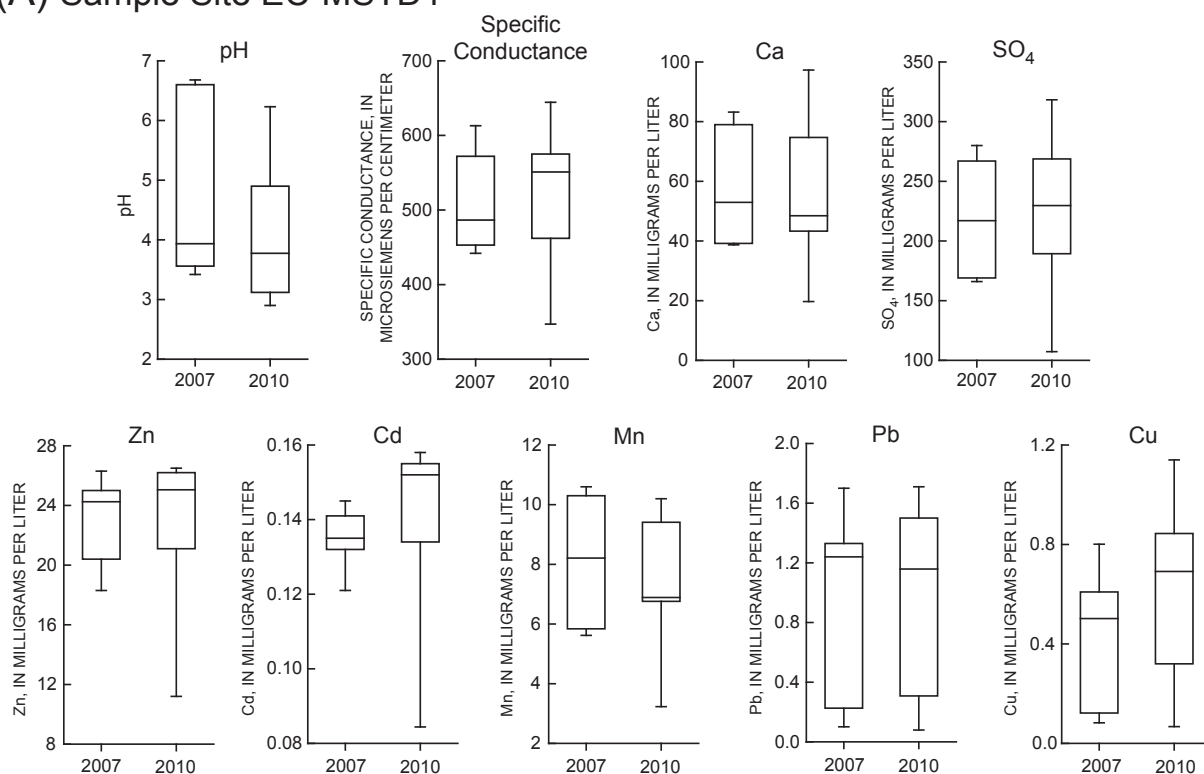 (A) Sample Site
pH
7
6
5
4
3
2
pH
2007 2010
Specific
Conductance
700
600
500
400
300
SPECIFIC CONDUCTANCE, IN
MICROSIEMENS PER CENTIMETER
2007 2010
Ca
100
80
60
40
20
0
Ca, IN MILLIGRAMS PER LITER
2007 2010
SO4
350
300
250
200
150
100
SO4, IN MILLIGRAMS PER LITER
2007 2010
Zn
28
24
20
16
12
8
Zn, IN MILLIGRAMS PER LITER
2007 2010
Cd
0.16
0.14
0.12
0.10
0.08
Cd, IN MILLIGRAMS PER LITER
2007 2010
Mn
12
10
8
6
4
2
Mn, IN MILLIGRAMS PER LITER
2007 2010
Pb
2.0
1.6
1.2
0.8
0.4
0.0
Pb, IN MILLIGRAMS PER LITER
2007 2010
Cu
1.2
0.8
0.4
0.0
Cu, IN MILLIGRAMS PER LITER
2007 2010